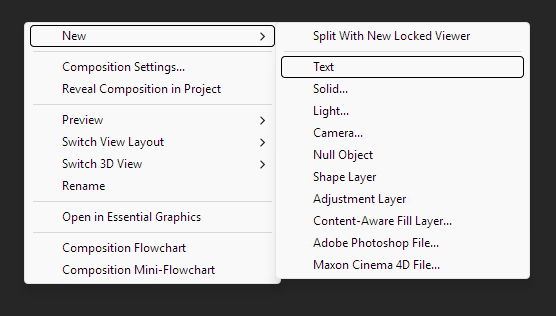 New
Composition Settings...
Reveal Composition in Project
Preview
Switch View Layout
Switch 3D View
Rename
Open in Essential Graphics
Composition Flowchart
Composition Mini-Flowchart
Split With New Locked Viewer
Text
Solid...
Light...
Camera...
Null Object
Shape Layer
Adjustment Layer
Content-Aware Fill Layer...
Adobe Photoshop File...
Maxon Cinema 4D File...